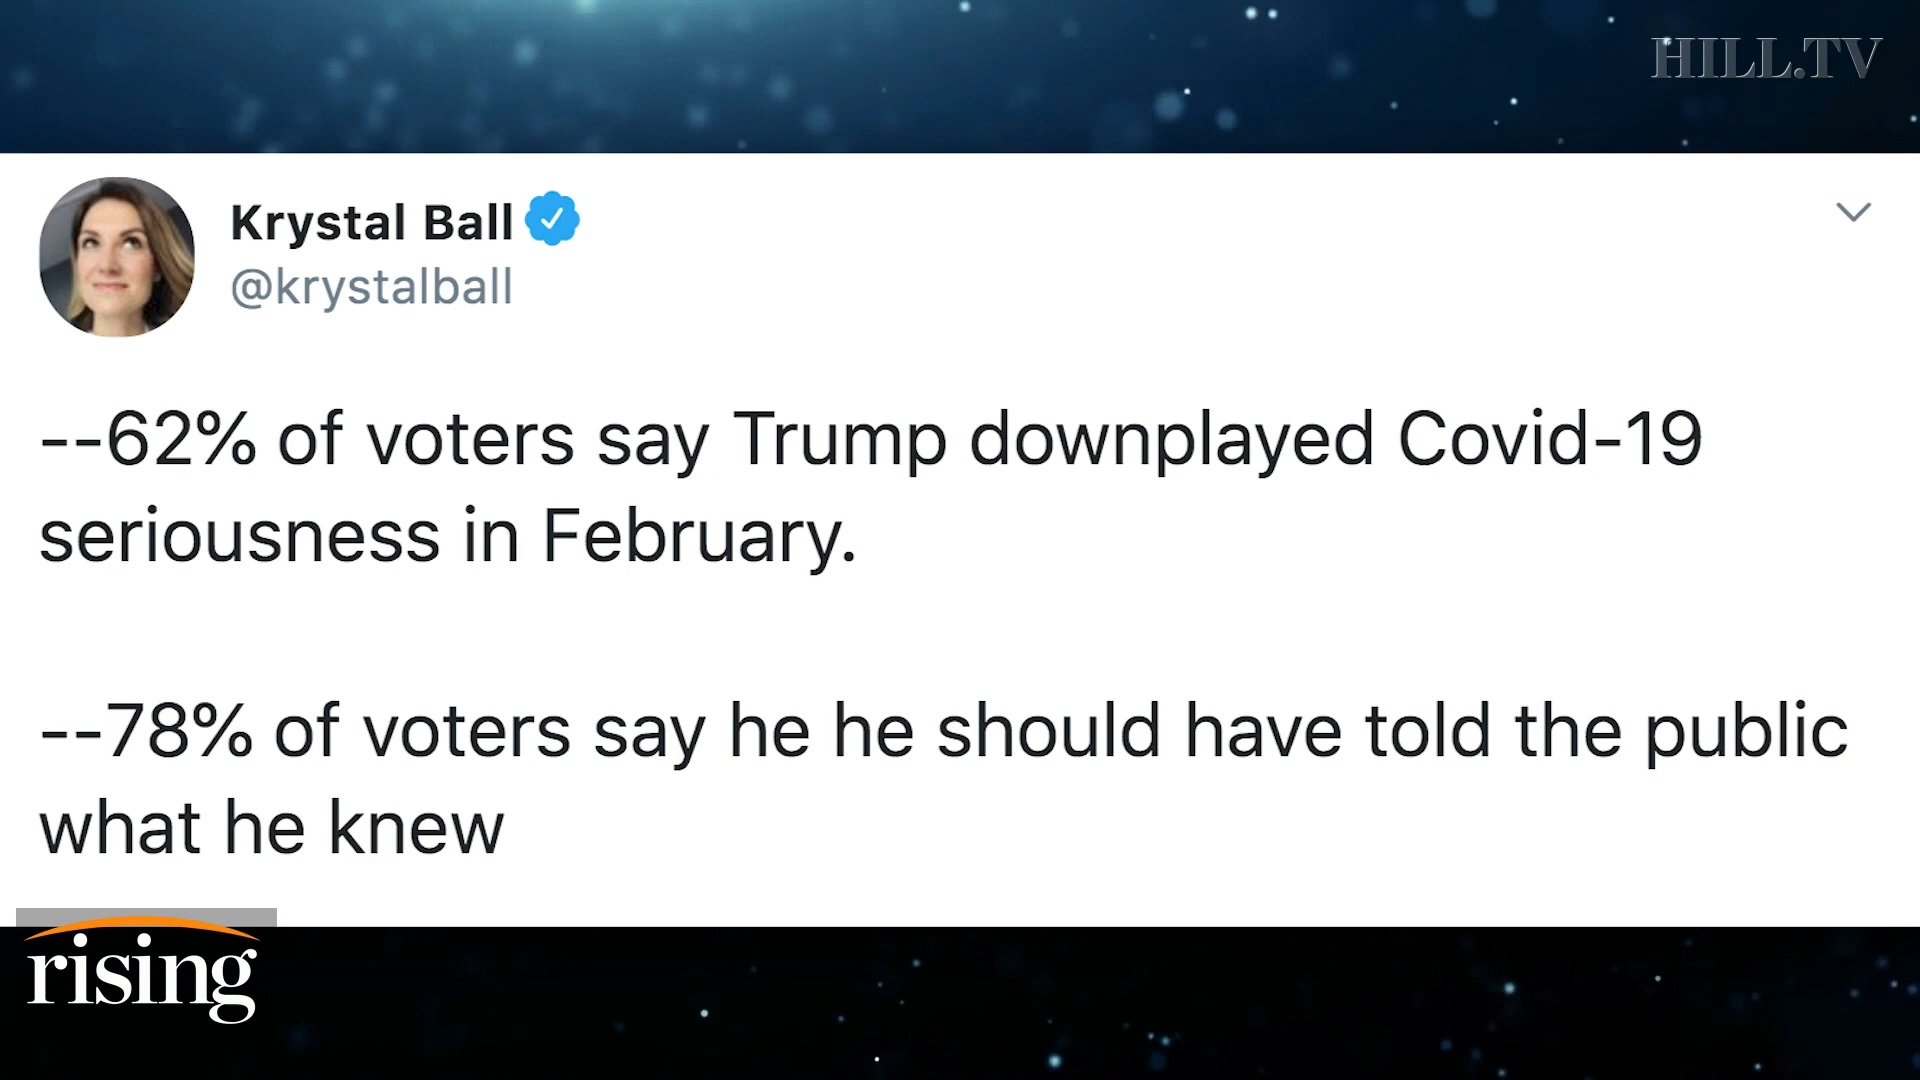 HILL.TV
Krystal Ball
@krystalball
--62% of voters say Trump downplayed Covid-19
seriousness in February.
--78% of voters say he he should have told the public
what he knew
rising